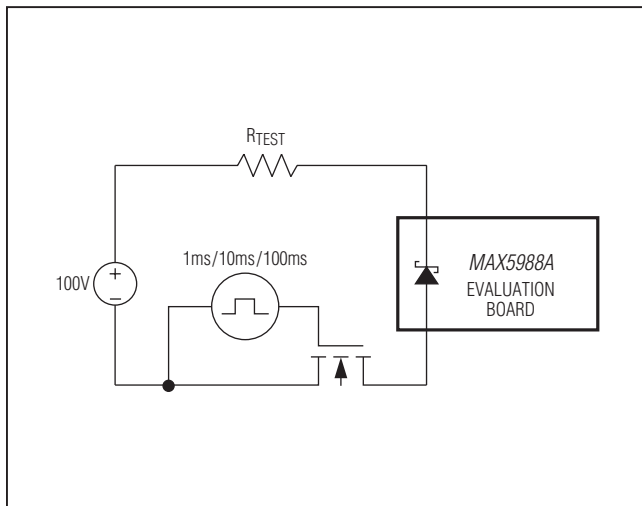 RTEST
1ms/10ms/100ms
100V
+
−
MAX5988A
EVALUATION
BOARD